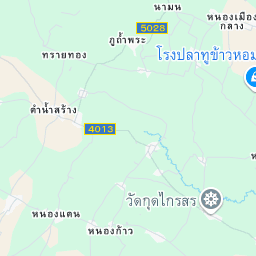 นามน
5028
หนองเมือง
กลาง
ภูถ้ำพระ
ทรายทอง
โรงปลาทูข้าวหอม
ดำน้ำสร้าง
4013
วัดกุดไกรสร
หนองแตน
หนองก้าว